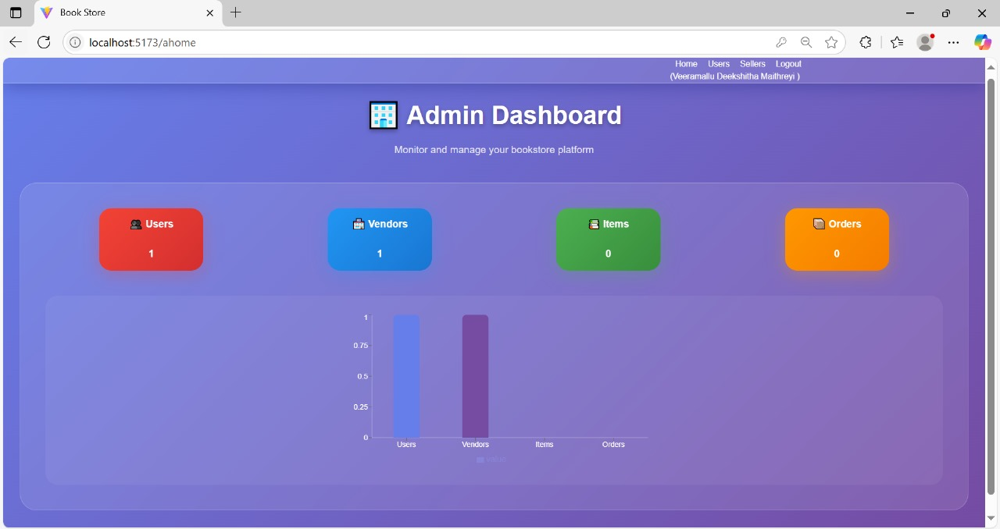 Book Store
localhost:5173/ahome
Home Users Sellers Logout
(Veeramallu Deekshitha Maithreyi )
Admin Dashboard
Monitor and manage your bookstore platform
Users
1
Vendors
1
Items
0
Orders
0
1
0.75
0.5
0.25
0
Users Vendors Items Orders
value